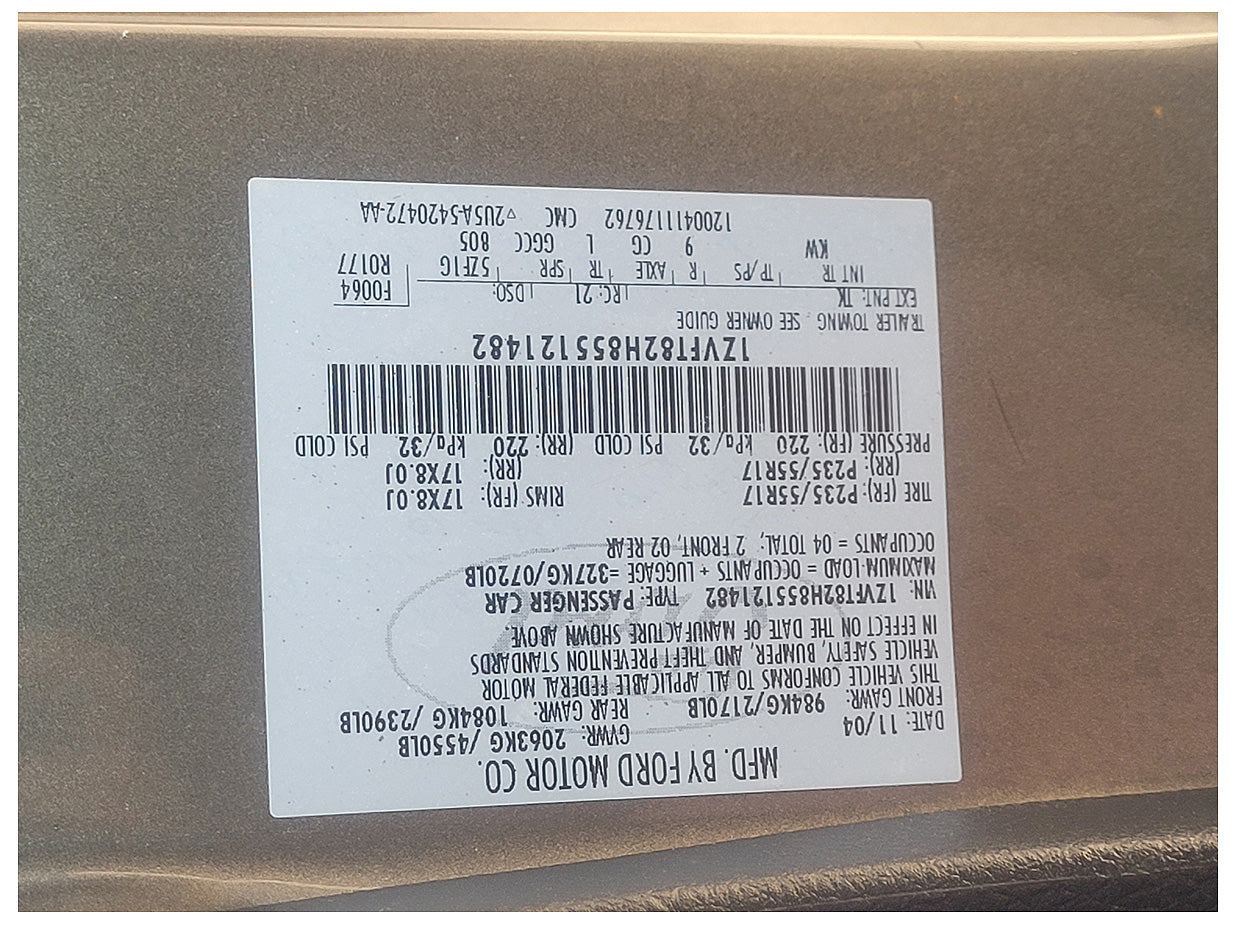 MFD. BY FORD MOTOR CO.
DATE: 11/04 GVWR: 2063KG/4550LB
FRONT GAWR: 984KG/2170LB REAR GAWR: 1084KG/2390LB
THIS VEHICLE CONFORMS TO ALL APPLICABLE FEDERAL MOTOR
VEHICLE SAFETY, BUMPER, AND THEFT PREVENTION STANDARDS
IN EFFECT ON THE DATE OF MANUFACTURE SHOWN ABOVE.
VIN: 1ZVFT82H855121482 TYPE: PASSENGER CAR
MAXIMUM-LOAD = OCCUPANTS + LUGGAGE =327KG/0720LB
OCCUPANTS = 04 TOTAL; 2 FRONT, 02 REAR
TIRE (FR): P235/55R17 RIMS (FR): 17X8.0J
(RR): P235/55R17 (RR): 17X8.0J
PRESSURE (FR): 220 kPa/32 PSI COLD (RR): 220 kPa/32 PSI COLD
1ZVFT82H855121482
TRAILER TOWING - SEE OWNER GUIDE
EXT PNT: TK RC: 21 DSO: F0064
INT TR TP/PS R AXLE TR SPR 5ZF1G R0177
KW 9 CG L GGCC 805
120041117​6762 CMC ▽2U5A-5420472-AA